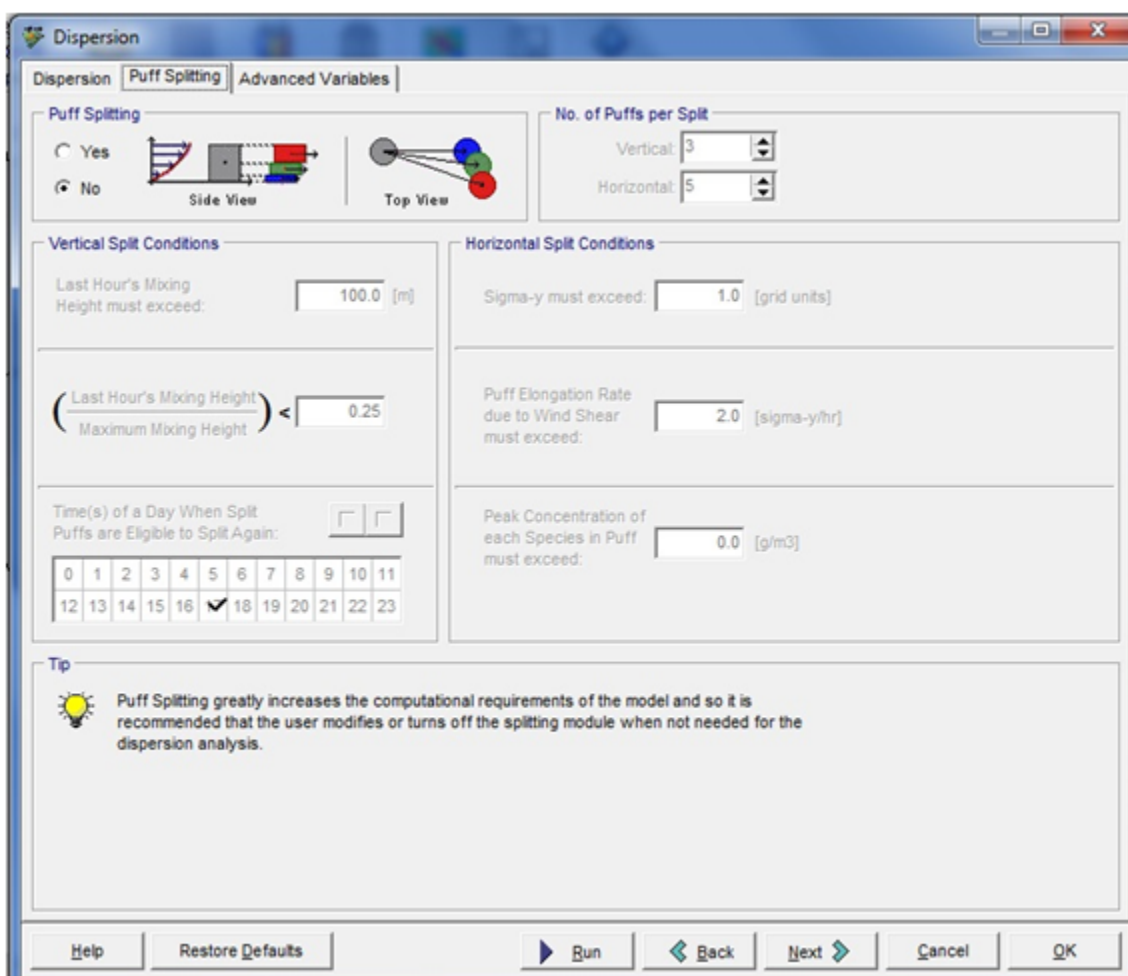 Dispersion
Dispersion Puff Splitting Advanced Variables
Puff Splitting
Yes
No
Side View
Top View
No. of Puffs per Split
Vertical: 3
Horizontal: 5
Vertical Split Conditions
Last Hour's Mixing
Height must exceed: 100.0 [m]
( Last Hour's Mixing Height
Maximum Mixing Height ) < 0.25
Time(s) of a Day When Split
Puffs are Eligible to Split Again:
0 1 2 3 4 5 6 7 8 9 10 11
12 13 14 15 16 18 19 20 21 22 23
Horizontal Split Conditions
Sigma-y must exceed: 1.0 [grid units]
Puff Elongation Rate
due to Wind Shear 2.0 [sigma-y/hr]
must exceed:
Peak Concentration of
each Species in Puff 0.0 [g/m3]
must exceed:
Tip
Puff Splitting greatly increases the computational requirements of the model and so it is
recommended that the user modifies or turns off the splitting module when not needed for the
dispersion analysis.
Help Restore Defaults Run Back Next Cancel OK